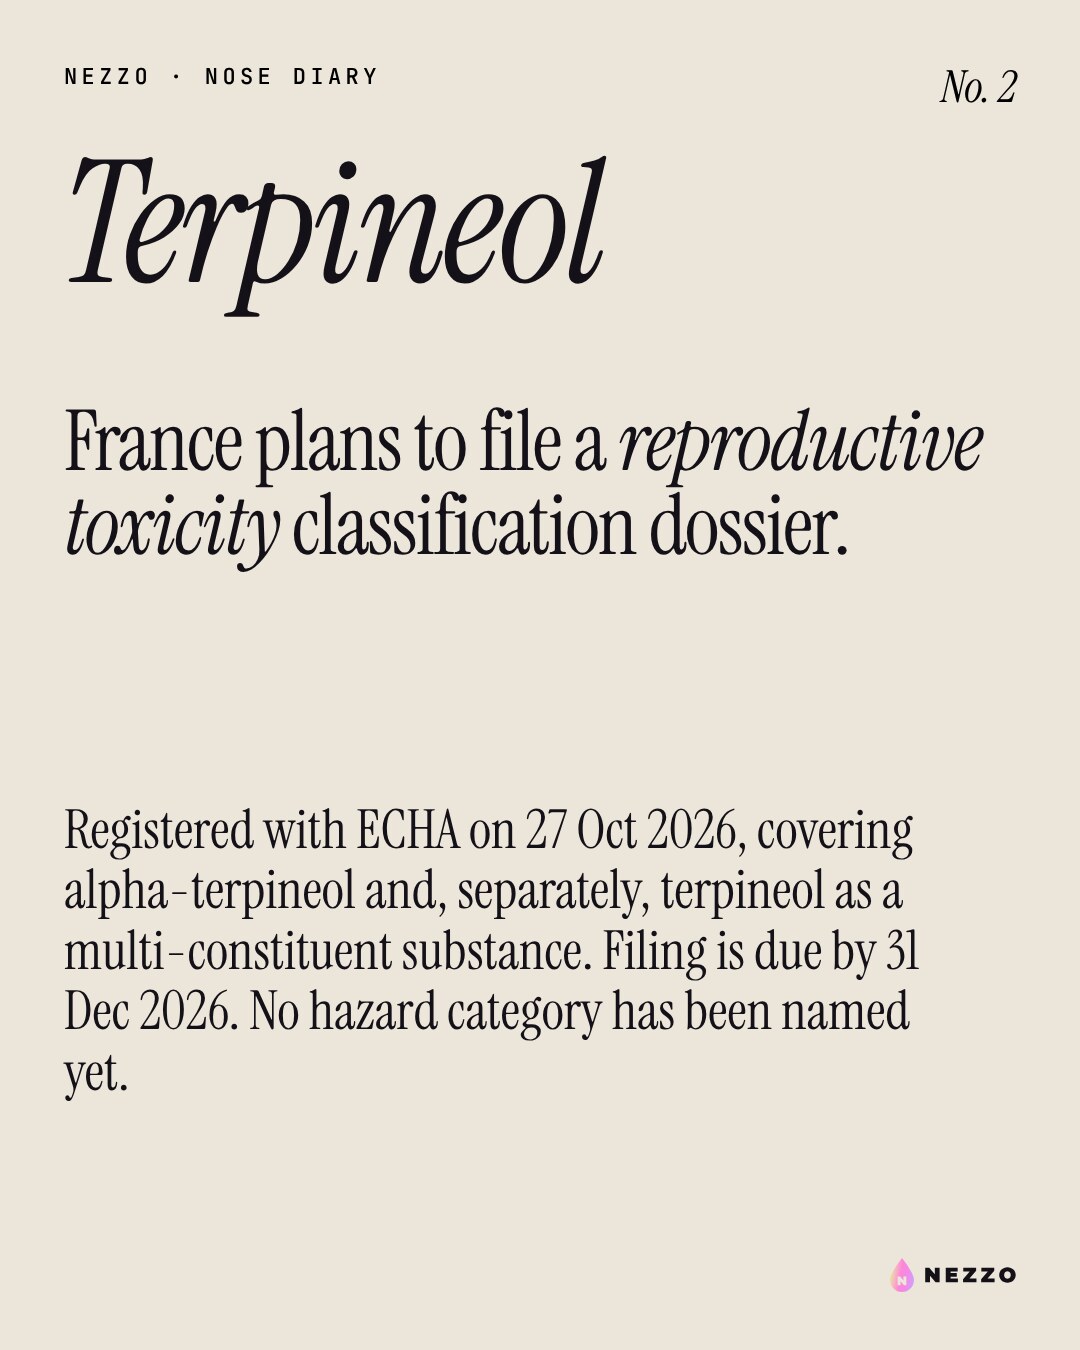 NEZZO · NOSE DIARY
No. 2
Terpineol
France plans to file a reproductive
toxicity classification dossier.
Registered with ECHA on 27 Oct 2026, covering
alpha-terpineol and, separately, terpineol as a
multi-constituent substance. Filing is due by 31
Dec 2026. No hazard category has been named
yet.
N NEZZO